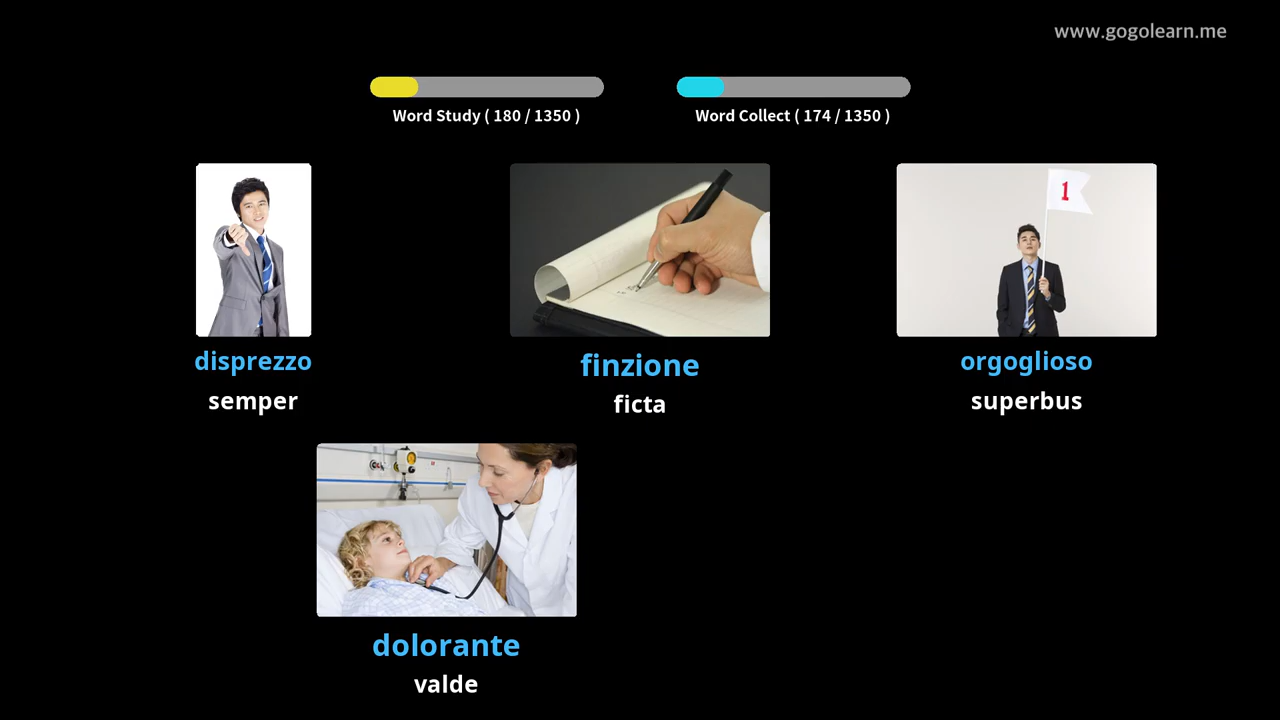 www.gogolearn.me
Word Study ( 180 / 1350 )
Word Collect ( 174 / 1350 )
1
disprezzo
semper
finzione
ficta
orgoglioso
superbus
dolorante
valde